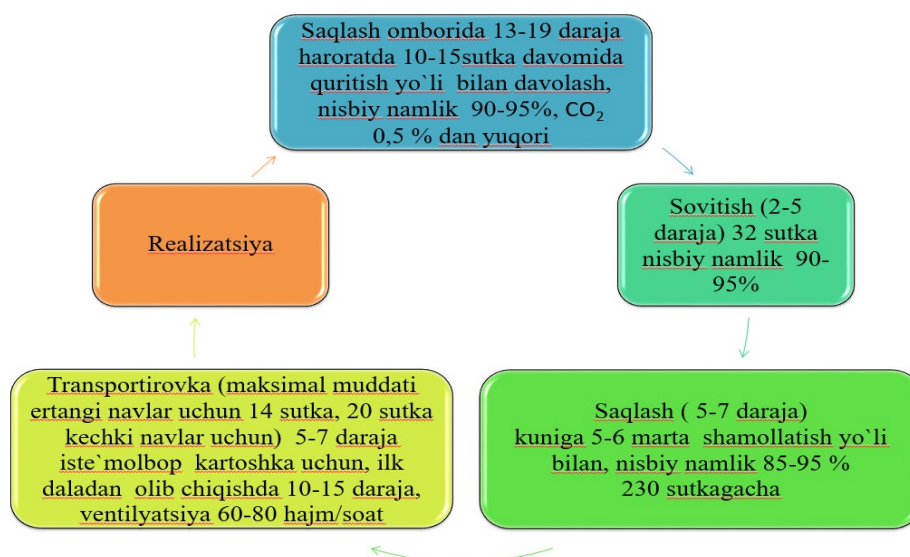 Saqlash omborida 13-19 daraja
haroratda 10-15sutka davomida
quritish yo`li bilan davolash,
nisbiy namlik 90-95%, CO₂
0,5 % dan yuqori
Sovitish (2-5
daraja) 32 sutka
nisbiy namlik 90-
95%
Saqlash ( 5-7 daraja)
kuniga 5-6 marta shamollatish yo`li
bilan, nisbiy namlik 85-95 %
230 sutkagacha
Transportirovka (maksimal muddati
ertangi navlar uchun 14 sutka, 20 sutka
kechki navlar uchun) 5-7 daraja
iste`molbop kartoshka uchun, ilk
daladan olib chiqishda 10-15 daraja,
ventilyatsiya 60-80 hajm/soat
Realizatsiya